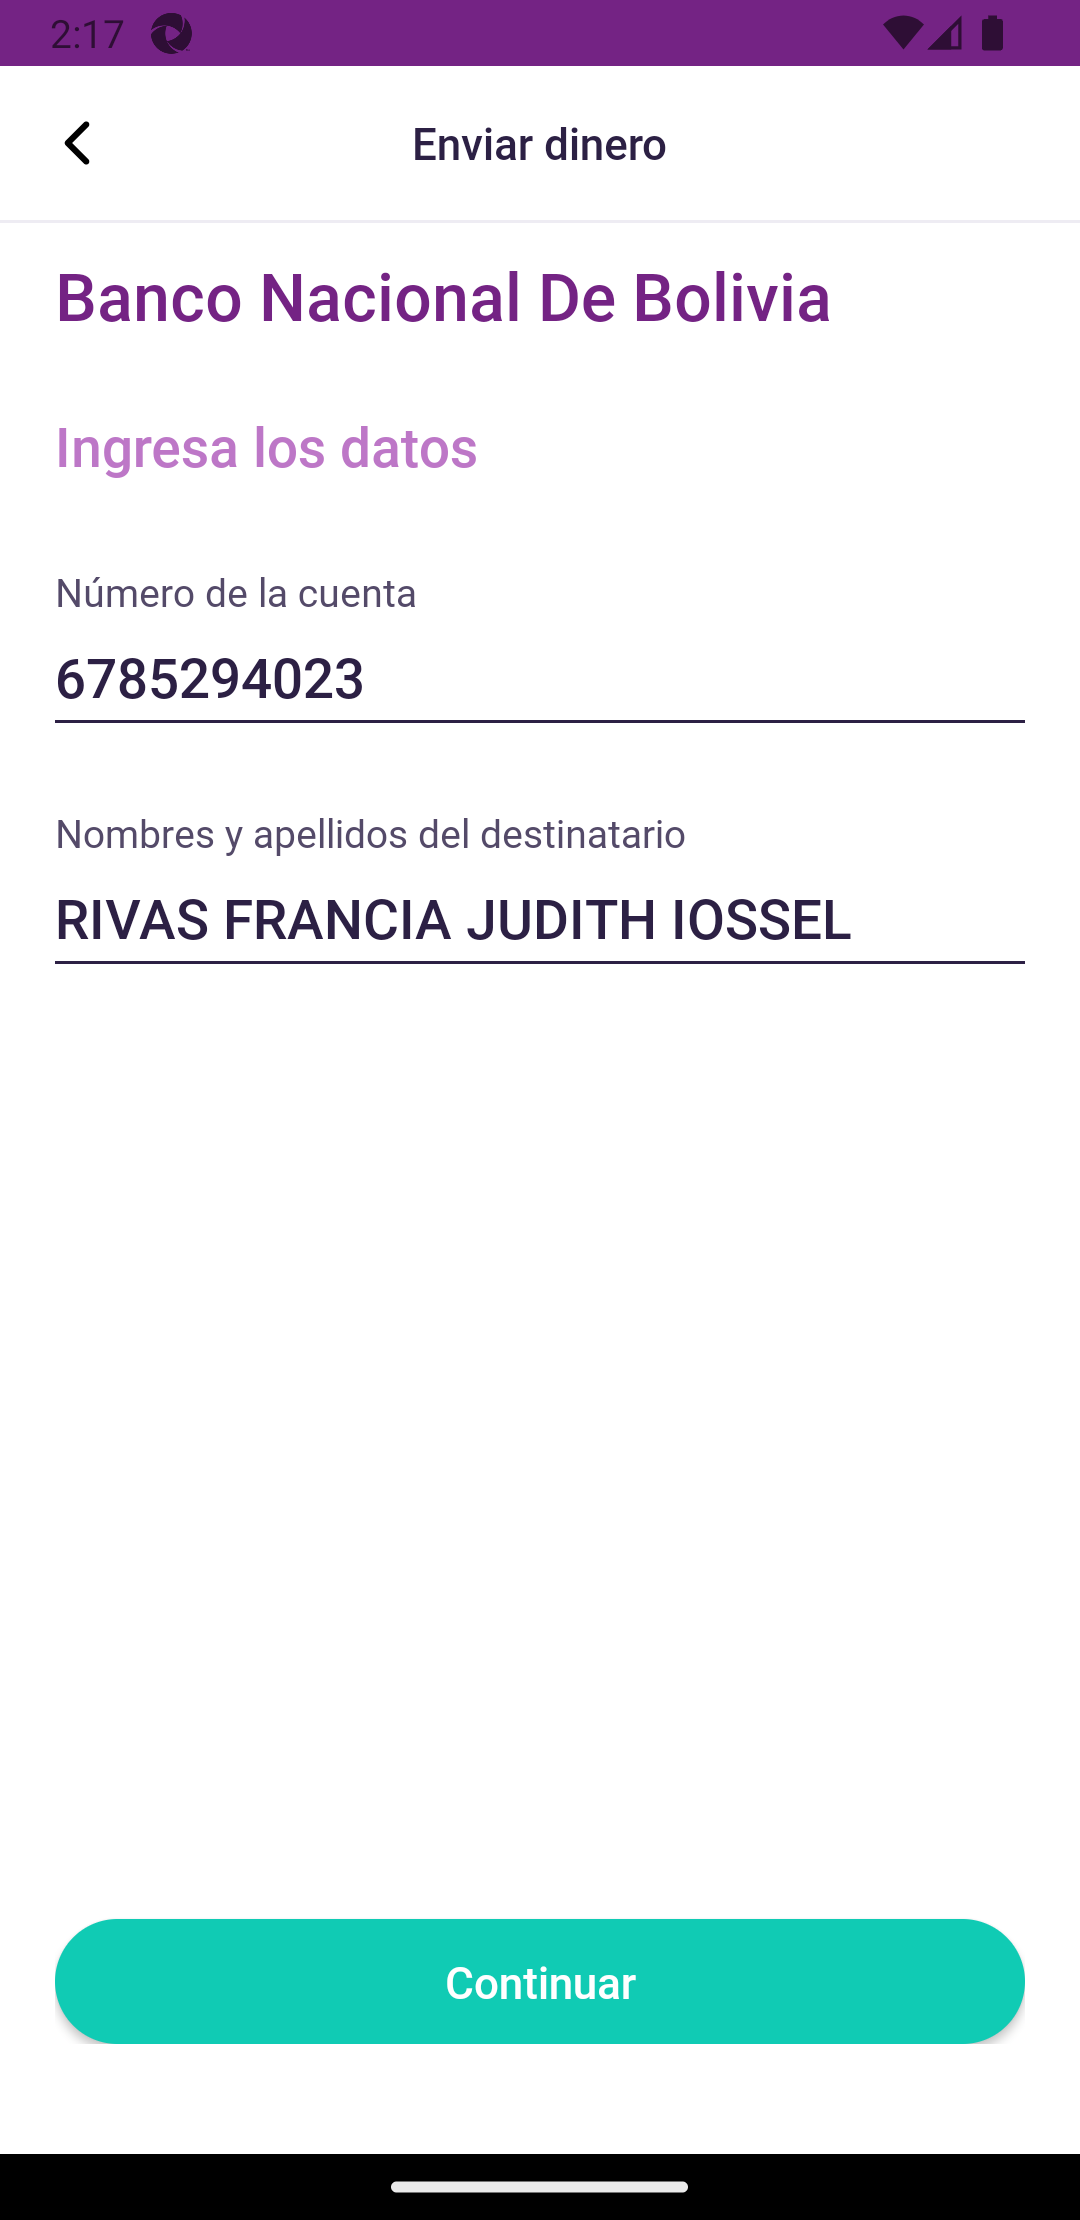 2:17
Enviar dinero
Banco Nacional De Bolivia
Ingresa los datos
Número de la cuenta
6785294023
Nombres y apellidos del destinatario
RIVAS FRANCIA JUDITH IOSSEL
Continuar